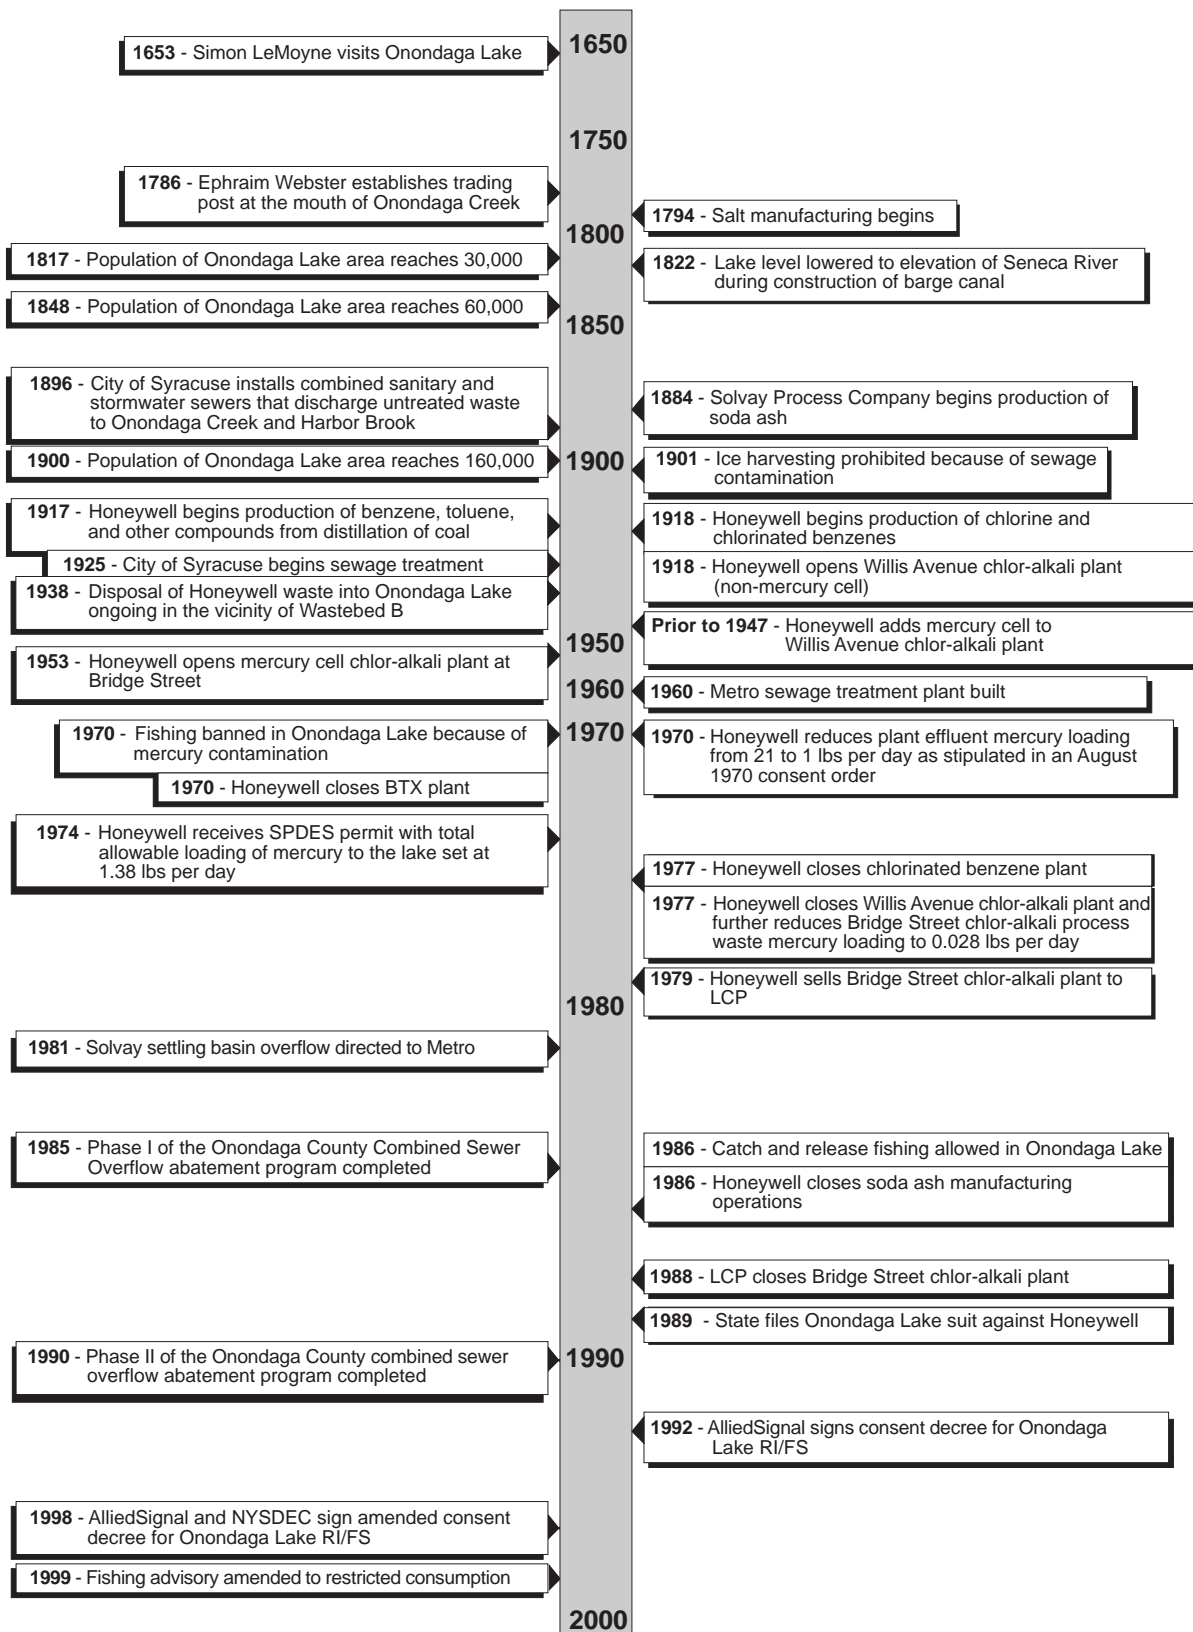 1650
1653 - Simon LeMoyne visits Onondaga Lake
1750
1786 - Ephraim Webster establishes trading
post at the mouth of Onondaga Creek
1794 - Salt manufacturing begins
1800
1817 - Population of Onondaga Lake area reaches 30,000
1822 - Lake level lowered to elevation of Seneca River
during construction of barge canal
1848 - Population of Onondaga Lake area reaches 60,000
1850
1896 - City of Syracuse installs combined sanitary and
stormwater sewers that discharge untreated waste
to Onondaga Creek and Harbor Brook
1884 - Solvay Process Company begins production of
soda ash
1900 - Population of Onondaga Lake area reaches 160,000
1900
1901 - Ice harvesting prohibited because of sewage
contamination
1917 - Honeywell begins production of benzene, toluene,
and other compounds from distillation of coal
1918 - Honeywell begins production of chlorine and
chlorinated benzenes
1925 - City of Syracuse begins sewage treatment
1918 - Honeywell opens Willis Avenue chlor-alkali plant
(non-mercury cell)
1938 - Disposal of Honeywell waste into Onondaga Lake
ongoing in the vicinity of Wastebed B
Prior to 1947 - Honeywell adds mercury cell to
Willis Avenue chlor-alkali plant
1950
1953 - Honeywell opens mercury cell chlor-alkali plant at
Bridge Street
1960
1960 - Metro sewage treatment plant built
1970 - Fishing banned in Onondaga Lake because of
mercury contamination
1970
1970 - Honeywell reduces plant effluent mercury loading
from 21 to 1 lbs per day as stipulated in an August
1970 consent order
1970 - Honeywell closes BTX plant
1974 - Honeywell receives SPDES permit with total
allowable loading of mercury to the lake set at
1.38 lbs per day
1977 - Honeywell closes chlorinated benzene plant
1977 - Honeywell closes Willis Avenue chlor-alkali plant and
further reduces Bridge Street chlor-alkali process
waste mercury loading to 0.028 lbs per day
1979 - Honeywell sells Bridge Street chlor-alkali plant to
LCP
1980
1981 - Solvay settling basin overflow directed to Metro
1985 - Phase I of the Onondaga County Combined Sewer
Overflow abatement program completed
1986 - Catch and release fishing allowed in Onondaga Lake
1986 - Honeywell closes soda ash manufacturing
operations
1988 - LCP closes Bridge Street chlor-alkali plant
1989 - State files Onondaga Lake suit against Honeywell
1990 - Phase II of the Onondaga County combined sewer
overflow abatement program completed
1990
1992 - AlliedSignal signs consent decree for Onondaga
Lake RI/FS
1998 - AlliedSignal and NYSDEC sign amended consent
decree for Onondaga Lake RI/FS
1999 - Fishing advisory amended to restricted consumption
2000